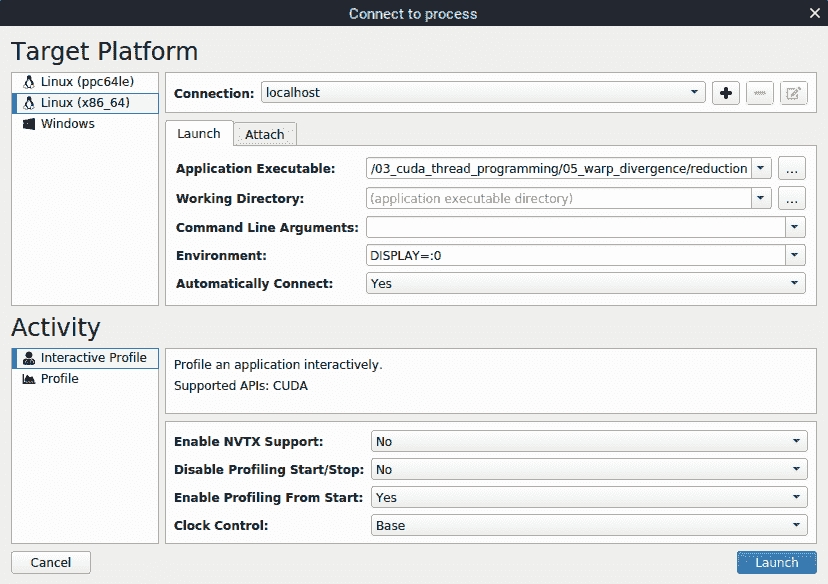 Connect to process
Target Platform
Linux (ppc64le)
Linux (x86_64)
Windows
Connection: localhost
Launch Attach
Application Executable: /03_cuda_thread_programming/05_warp_divergence/reduction ...
Working Directory: (application executable directory) ...
Command Line Arguments:
Environment: DISPLAY=:0
Automatically Connect: Yes
Activity
Interactive Profile
Profile
Profile an application interactively.
Supported APIs: CUDA
Enable NVTX Support: No
Disable Profiling Start/Stop: No
Enable Profiling From Start: Yes
Clock Control: Base
Cancel Launch